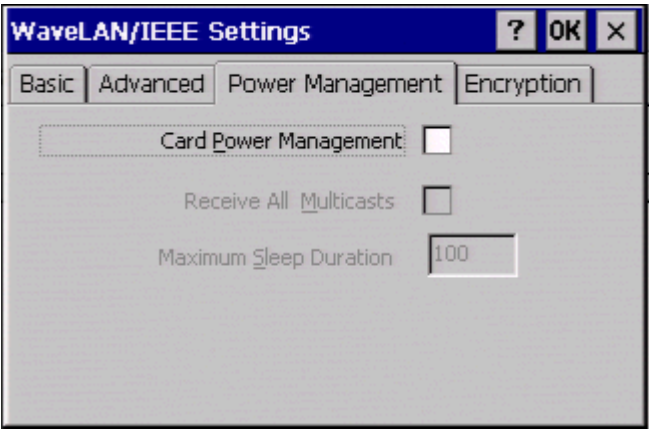 WaveLAN/IEEE Settings ? OK ×
Basic Advanced Power Management Encryption
Card Power Management
Receive All Multicasts
Maximum Sleep Duration 100